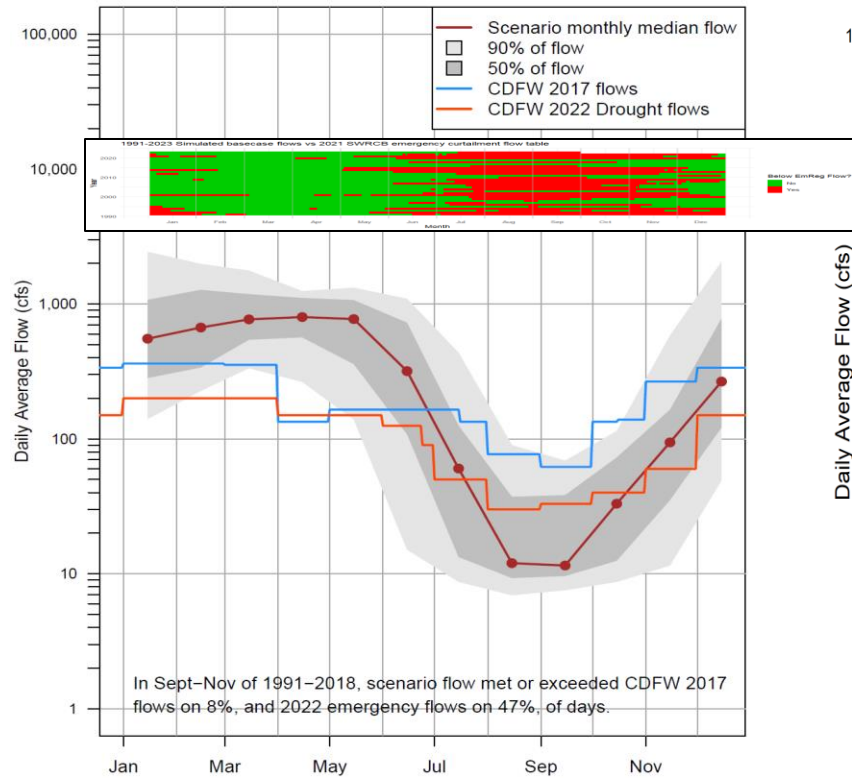 Scenario monthly median flow
90% of flow
50% of flow
CDFW 2017 flows
CDFW 2022 Drought flows
100,000
1
1991-2023 Simulated basecase flows vs 2021 SWRCB emergency curtailment flow table
10,000
2020
2010
2000
1990
Year
Jan Feb Mar Apr May Jun Jul Aug Sep Oct Nov Dec
Month
Below EmReg Flow?
No
Yes
1,000
100
10
1
Daily Average Flow (cfs)
Daily Average Flow (cfs)
In Sept–Nov of 1991–2018, scenario flow met or exceeded CDFW 2017
flows on 8%, and 2022 emergency flows on 47%, of days.
Jan Mar May Jul Sep Nov